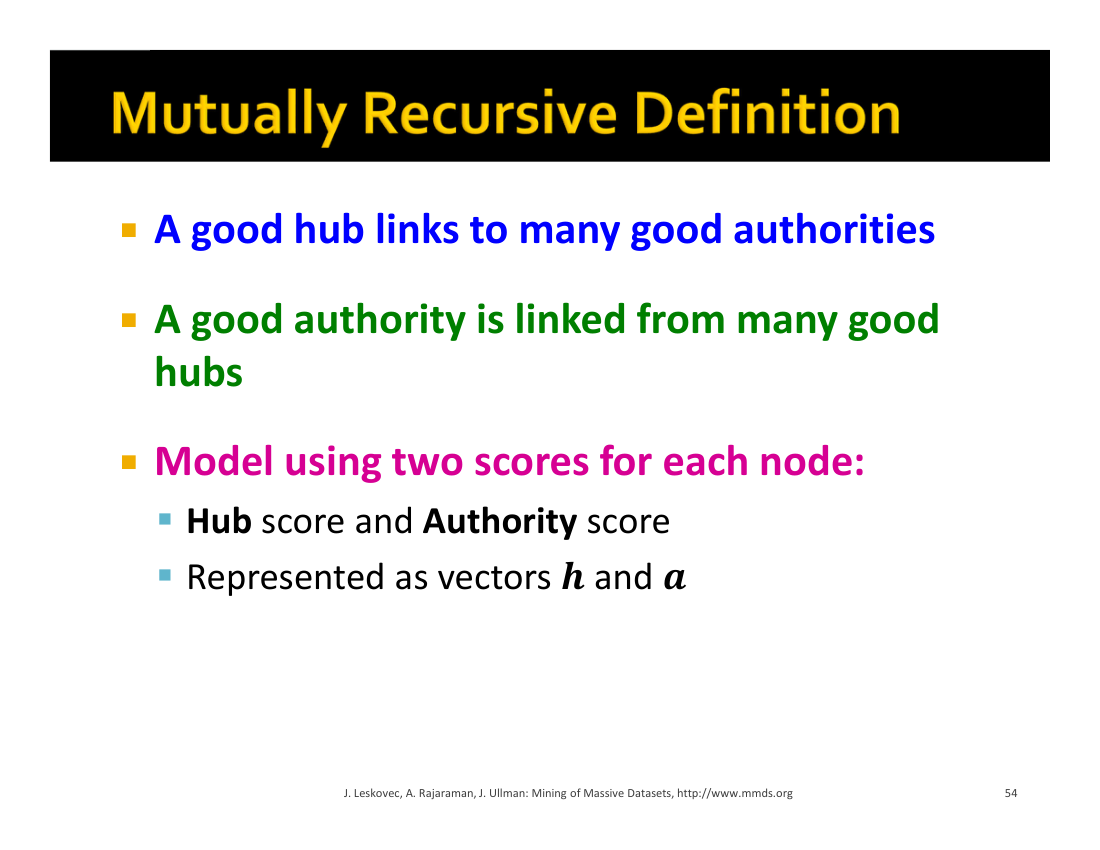 Mutually Recursive Definition
A good hub links to many good authorities
A good authority is linked from many good
hubs
Model using two scores for each node:
Hub score and Authority score
Represented as vectors h and a
J. Leskovec, A. Rajaraman, J. Ullman: Mining of Massive Datasets, http://www.mmds.org
54